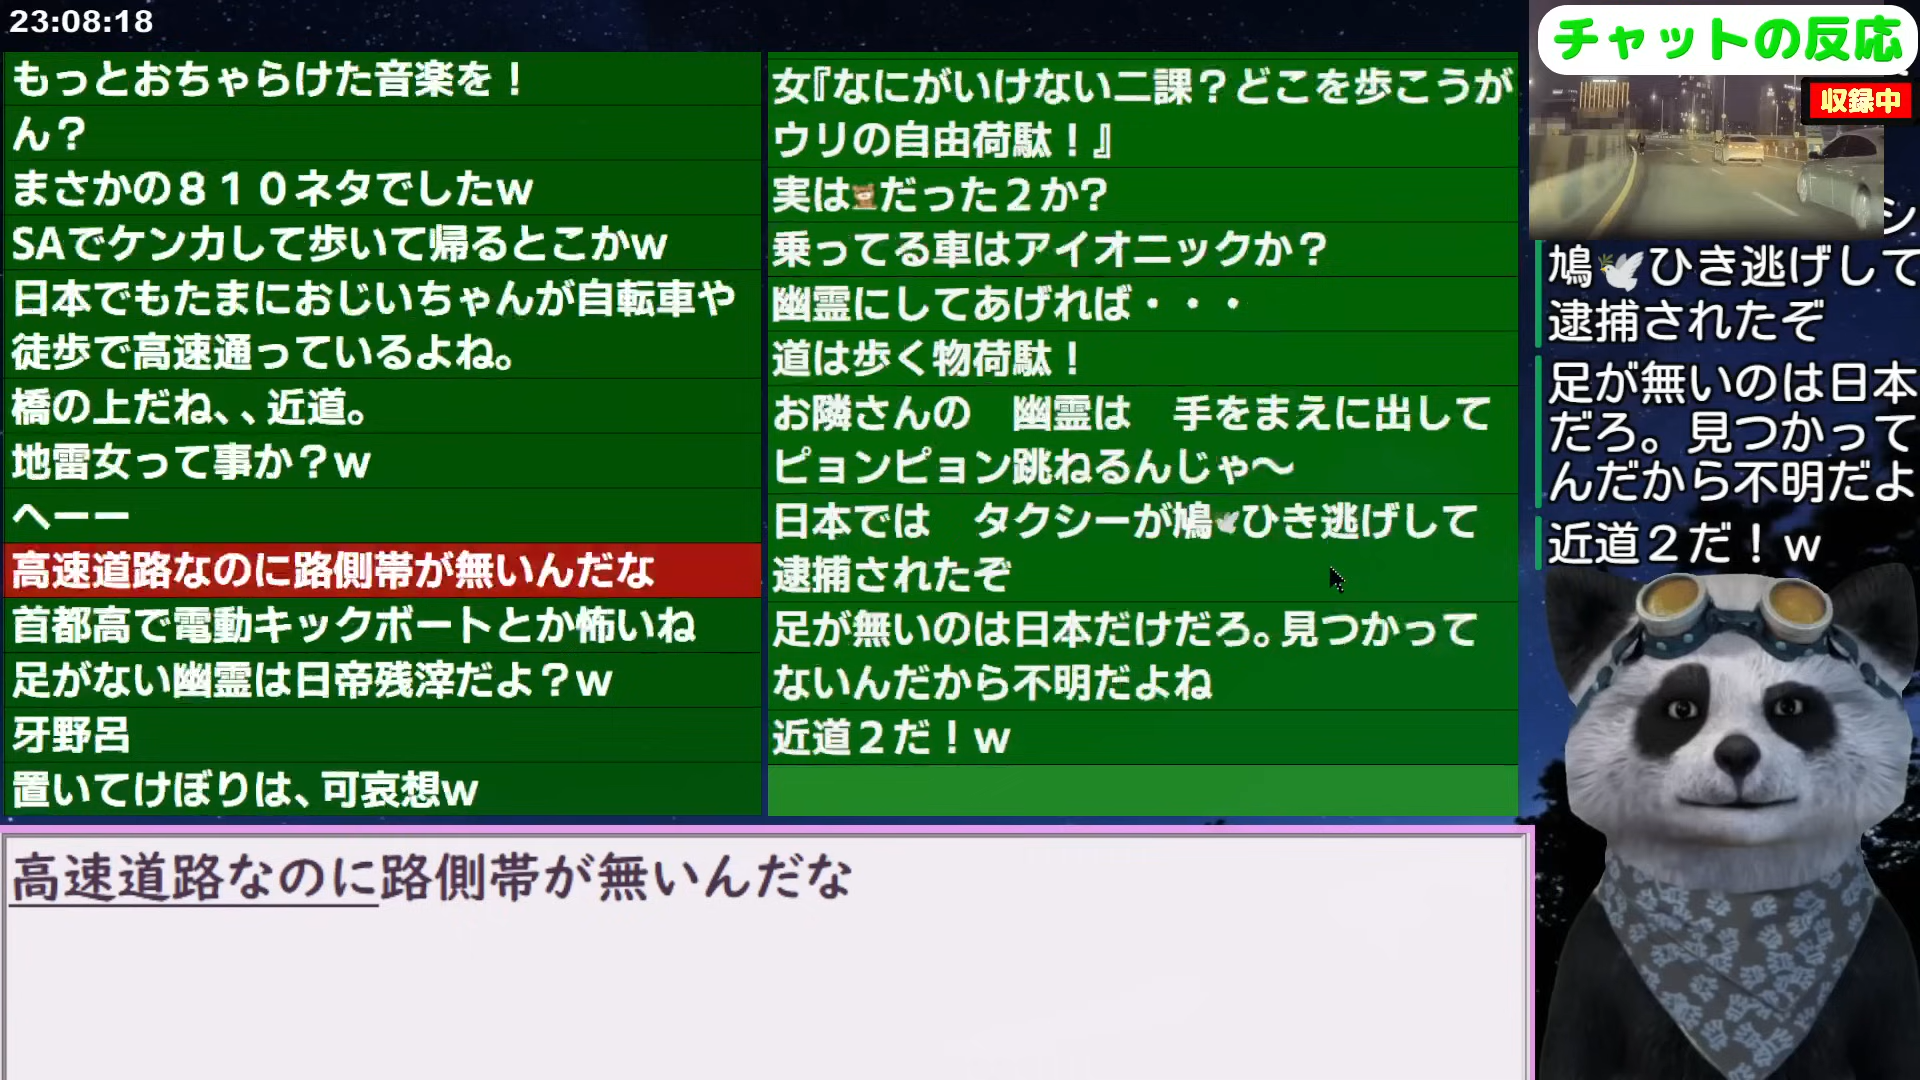 23:08:18
もっとおちゃらけた音楽を！
ん？
まさかの８１０ネタでしたw
SAでケンカして歩いて帰るとこかw
日本でもたまにおじいちゃんが自転車や
徒歩で高速通っているよね。
橋の上だね、、近道。
地雷女って事か？w
へーー
高速道路なのに路側帯が無いんだな
首都高で電動キックボートとか怖いね
足がない幽霊は日帝残滓だよ？w
牙野呂
置いてけぼりは、可哀想w
女『なにがいけない二課？どこを歩こうが
ウリの自由荷駄！』
実は🐻だった２か?
乗ってる車はアイオニックか？
幽霊にしてあげれば・・・
道は歩く物荷駄！
お隣さんの　幽霊は　手をまえに出して
ピョンピョン跳ねるんじゃ〜
日本では　タクシーが鳩🕊ひき逃げして
逮捕されたぞ
足が無いのは日本だけだろ。見つかって
ないんだから不明だよね
近道２だ！w
チャットの反応
収録中
シ
鳩🕊ひき逃げして
逮捕されたぞ
足が無いのは日本
だろ。見つかって
んだから不明だよ
近道２だ！w
高速道路なのに路側帯が無いんだな